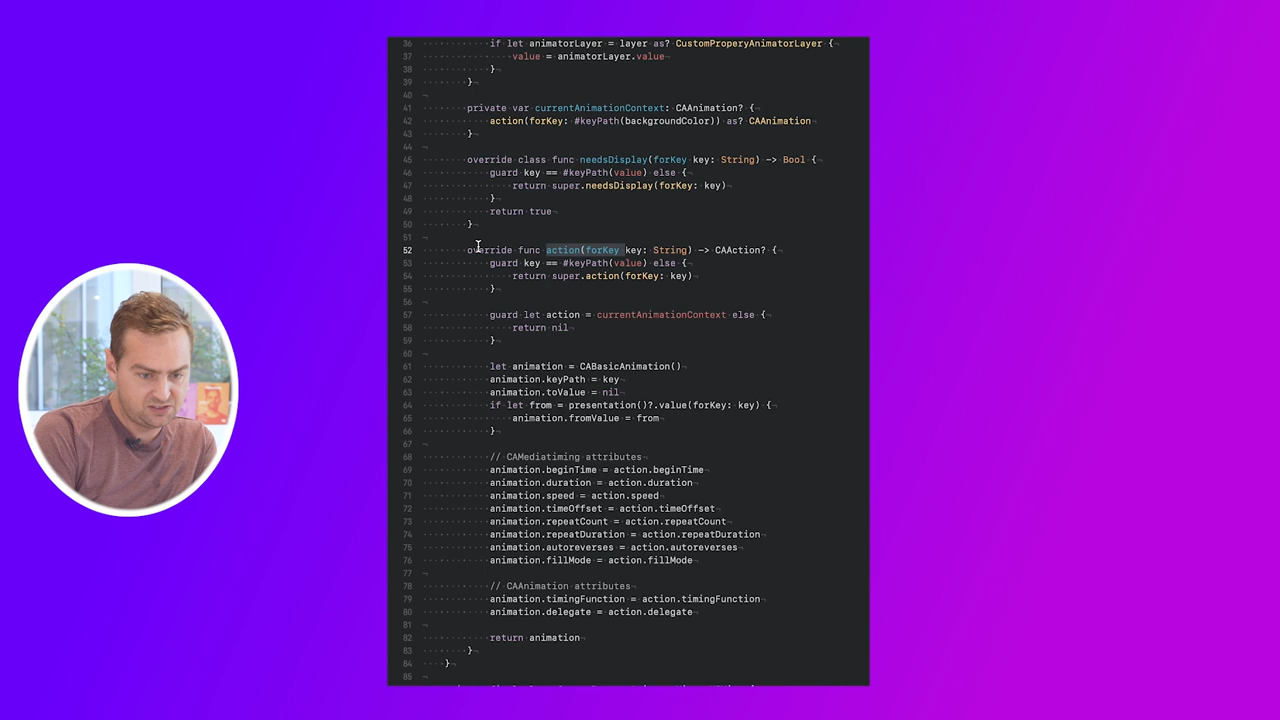 36 if let animatorLayer = layer as? CustomProperyAnimatorLayer {
37 value = animatorLayer.value
38 }
39 }
40
41 private var currentAnimationContext: CAAnimation? {
42 action(forKey: #keyPath(backgroundColor)) as? CAAnimation
43 }
44
45 override class func needsDisplay(forKey key: String) -> Bool {
46 guard key == #keyPath(value) else {
47 return super.needsDisplay(forKey: key)
48 }
49 return true
50 }
51
52 override func action(forKey key: String) -> CAAction? {
53 guard key == #keyPath(value) else {
54 return super.action(forKey: key)
55 }
56
57 guard let action = currentAnimationContext else {
58 return nil
59 }
60
61 let animation = CABasicAnimation()
62 animation.keyPath = key
63 animation.toValue = nil
64 if let from = presentation()?.value(forKey: key) {
65 animation.fromValue = from
66 }
67
68 // CAMediatiming attributes
69 animation.beginTime = action.beginTime
70 animation.duration = action.duration
71 animation.speed = action.speed
72 animation.timeOffset = action.timeOffset
73 animation.repeatCount = action.repeatCount
74 animation.repeatDuration = action.repeatDuration
75 animation.autoreverses = action.autoreverses
76 animation.fillMode = action.fillMode
77
78 // CAAnimation attributes
79 animation.timingFunction = action.timingFunction
80 animation.delegate = action.delegate
81
82 return animation
83 }
84 }
85